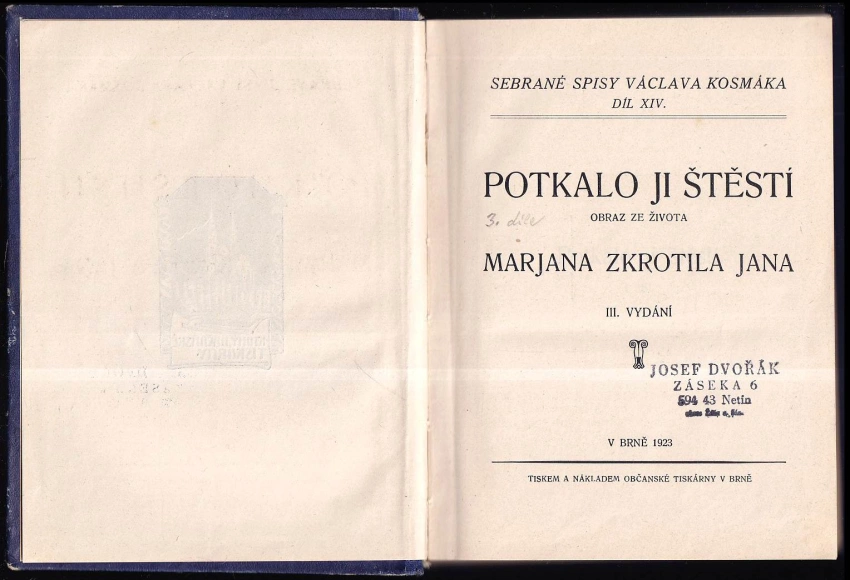 SEBRANÉ SPISY VÁCLAVA KOSMÁKA
DÍL XIV.
POTKALO JI ŠTĚSTÍ
OBRAZ ZE ŽIVOTA
3. díle
MARJANA ZKROTILA JANA
III. VYDÁNÍ
JOSEF DVOŘÁK
ZÁSEKA 6
594 43 Netín
V BRNĚ 1923
TISKEM A NÁKLADEM OBČANSKÉ TISKÁRNY V BRNĚ